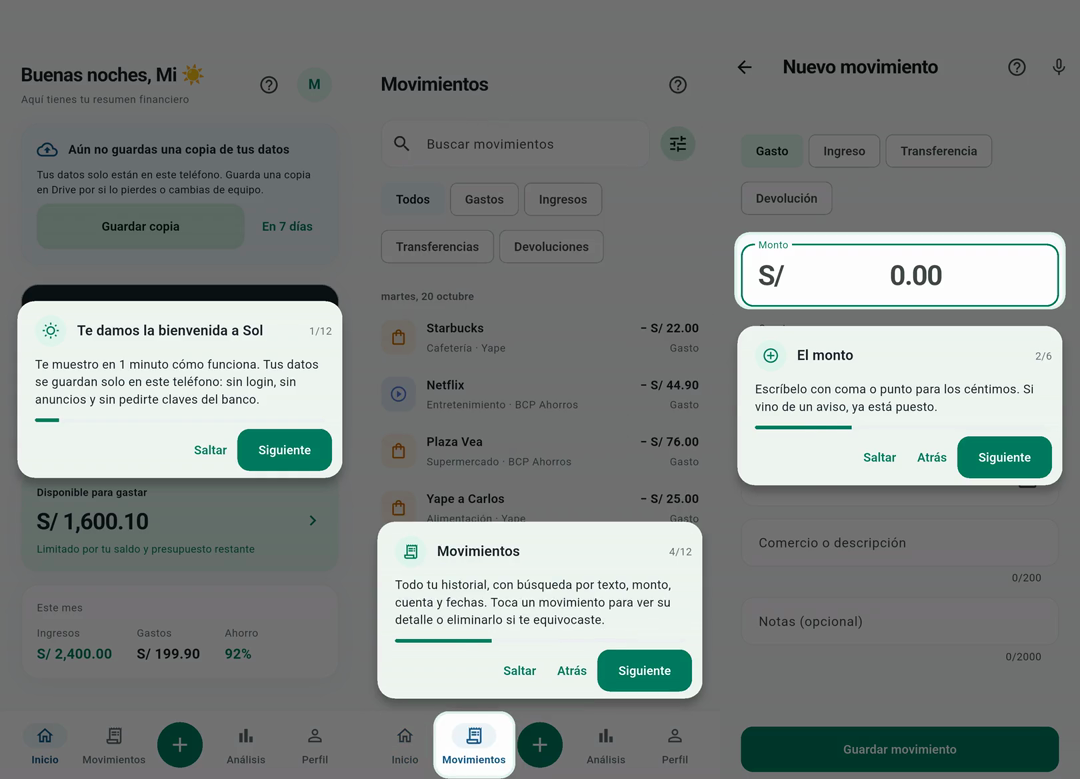 Buenas noches, Mi ☀️
M
Aquí tienes tu resumen financiero
Aún no guardas una copia de tus datos
Tus datos solo están en este teléfono. Guarda una copia
en Drive por si lo pierdes o cambias de equipo.
Guardar copia
En 7 días
Te damos la bienvenida a Sol
1/12
Te muestro en 1 minuto cómo funciona. Tus datos
se guardan solo en este teléfono: sin login, sin
anuncios y sin pedirte claves del banco.
Saltar
Siguiente
Disponible para gastar
S/ 1,600.10
Limitado por tu saldo y presupuesto restante
Este mes
Ingresos
Gastos
Ahorro
S/ 2,400.00
S/ 199.90
92%
Inicio
Movimientos
Análisis
Perfil
Movimientos
Buscar movimientos
Todos
Gastos
Ingresos
Transferencias
Devoluciones
martes, 20 octubre
Starbucks
− S/ 22.00
Cafetería · Yape
Gasto
Netflix
− S/ 44.90
Entretenimiento · BCP Ahorros
Gasto
Plaza Vea
− S/ 76.00
Supermercado · BCP Ahorros
Gasto
Yape a Carlos
− S/ 25.00
Alimentación · Yape
Gasto
Movimientos
4/12
Todo tu historial, con búsqueda por texto, monto,
cuenta y fechas. Toca un movimiento para ver su
detalle o eliminarlo si te equivocaste.
Saltar
Atrás
Siguiente
Inicio
Movimientos
Análisis
Perfil
Nuevo movimiento
Gasto
Ingreso
Transferencia
Devolución
Monto
S/
0.00
El monto
2/6
Escríbelo con coma o punto para los céntimos. Si
vino de un aviso, ya está puesto.
Saltar
Atrás
Siguiente
Comercio o descripción
0/200
Notas (opcional)
0/2000
Guardar movimiento